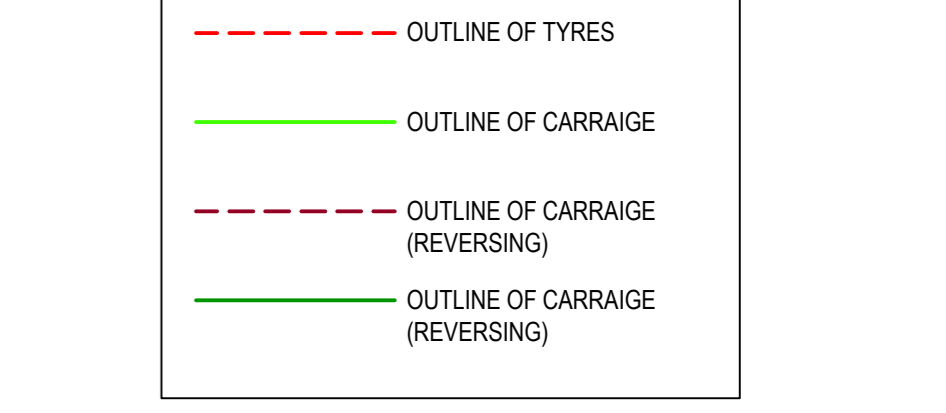 OUTLINE OF TYRES
OUTLINE OF CARRAIGE
OUTLINE OF CARRAIGE
(REVERSING)
OUTLINE OF CARRAIGE
(REVERSING)